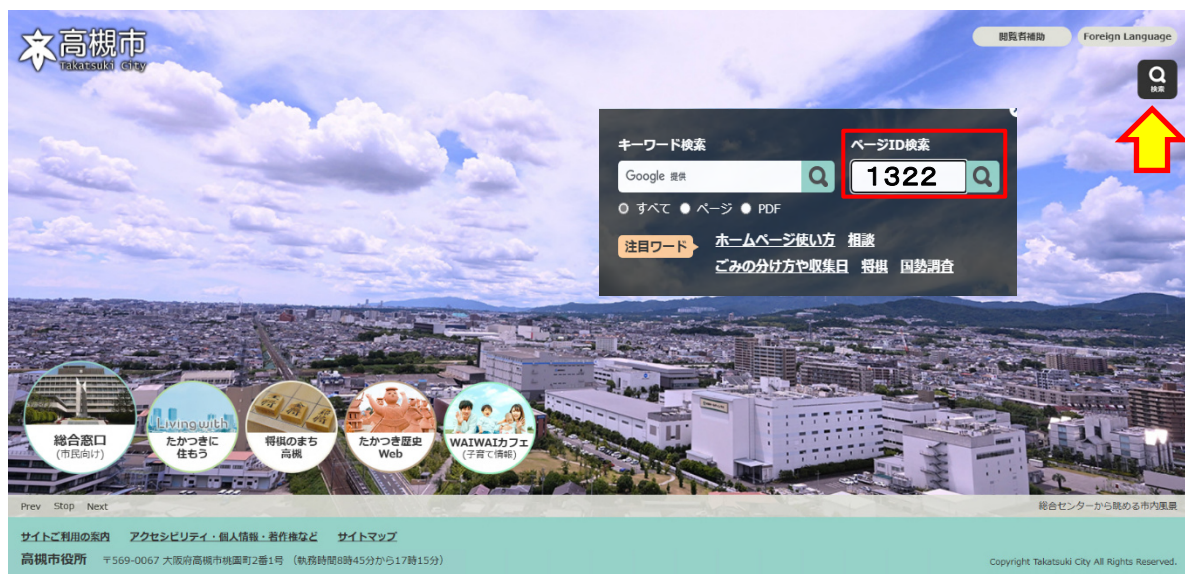 高槻市
Takatsuki City
閲覧者補助
Foreign Language
検索
キーワード検索
ページID検索
Google 提供
1322
すべて ページ PDF
注目ワード
ホームページ使い方 相談
ごみの分け方や収集日 将棋 国勢調査
総合窓口
(市民向け)
Livingwith
たかつきに
住もう
将棋のまち
高槻
たかつき歴史
Web
WAIWAIカフェ
(子育て情報)
Prev Stop Next
総合センターから眺める市内風景
サイトご利用の案内 アクセシビリティ・個人情報・著作権など サイトマップ
高槻市役所 〒569-0067 大阪府高槻市桃園町2番1号 (執務時間8時45分から17時15分)
Copyright Takatsuki City All Rights Reserved.